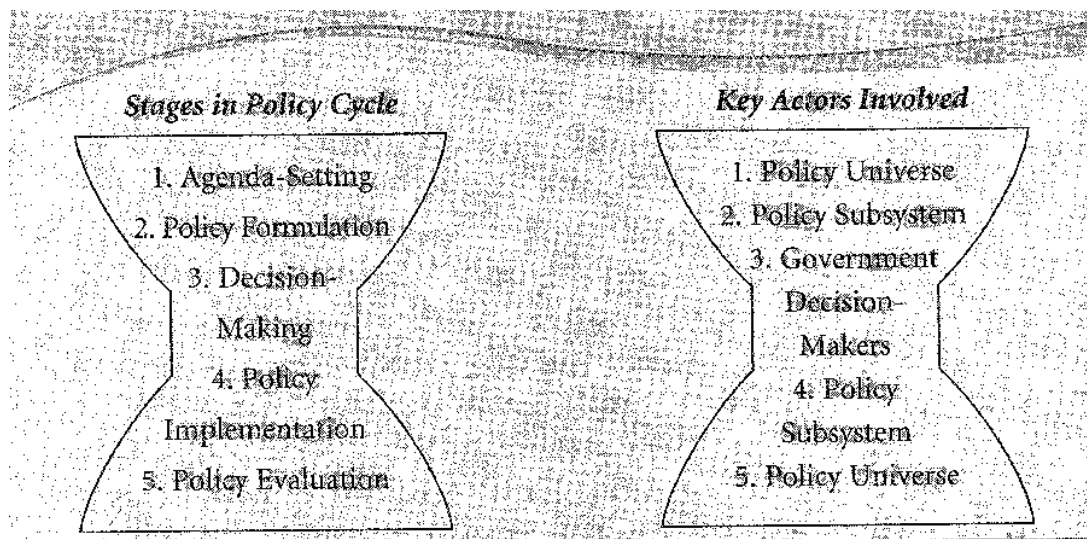 Stages in Policy Cycle
1. Agenda-Setting
2. Policy Formulation
3. Decision-
Making
4. Policy
Implementation
5. Policy Evaluation
Key Actors Involved
1. Policy Universe
2. Policy Subsystem
3. Government
Decision-
Makers
4. Policy
Subsystem
5. Policy Universe